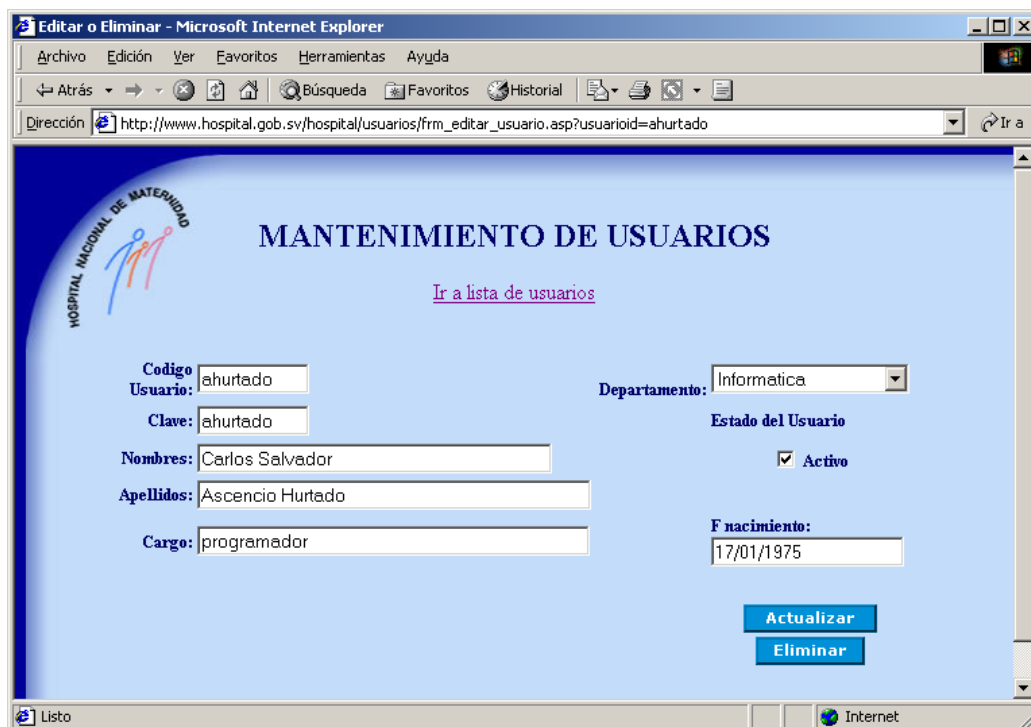 Editar o Eliminar - Microsoft Internet Explorer
Archivo Edición Ver Favoritos Herramientas Ayuda
Atrás Búsqueda Favoritos Historial
Dirección http://www.hospital.gob.sv/hospital/usuarios/frm_editar_usuario.asp?usuarioid=ahurtado Ir a
HOSPITAL NACIONAL DE MATERNIDAD
MANTENIMIENTO DE USUARIOS
Ir a lista de usuarios
Codigo
Usuario: ahurtado
Departamento: Informatica
Clave: ahurtado
Estado del Usuario
Nombres: Carlos Salvador
Activo
Apellidos: Ascencio Hurtado
F nacimiento:
Cargo: programador
17/01/1975
Actualizar
Eliminar
Listo Internet